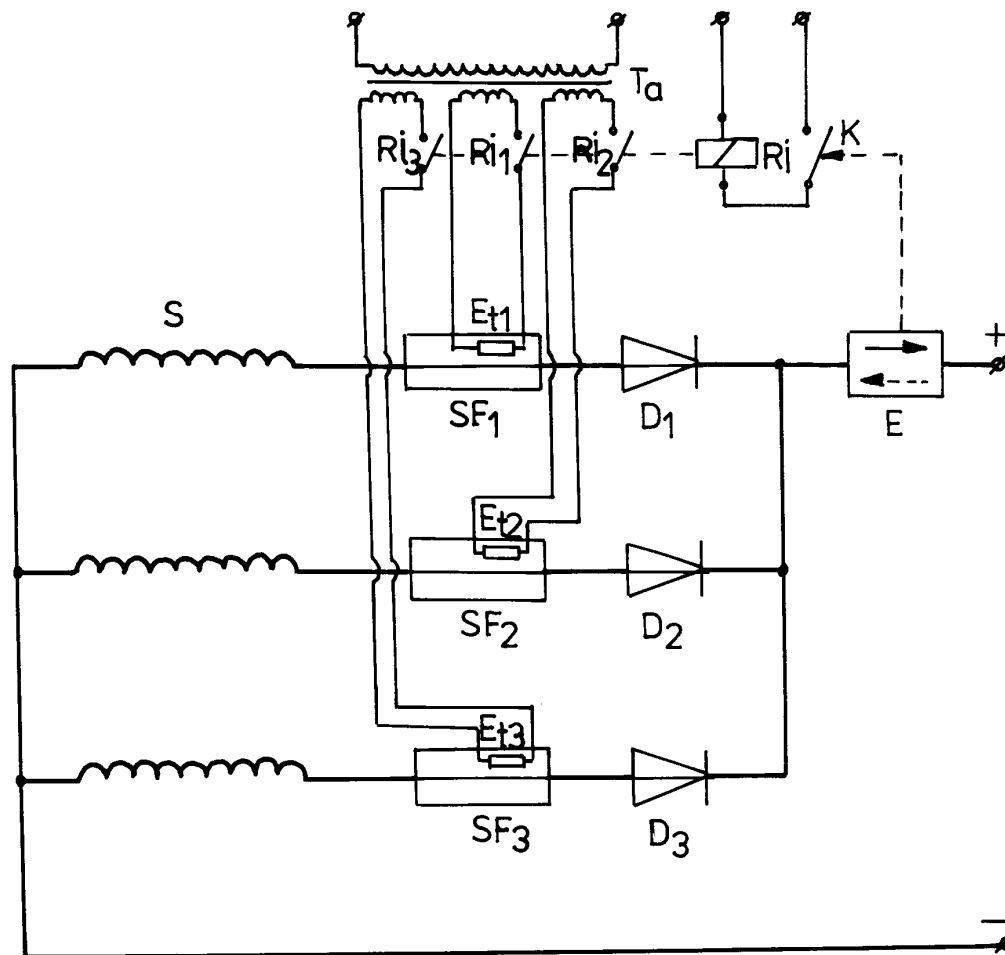 Ta
Ri3
Ri1
Ri2
Ri
K
S
Et1
SF1
D1
E
+
Et2
SF2
D2
Et3
SF3
D3
−